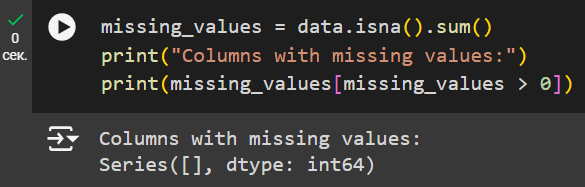 0
сек.
missing_values = data.isna().sum()
print("Columns with missing values:")
print(missing_values[missing_values > 0])
Columns with missing values:
Series([], dtype: int64)